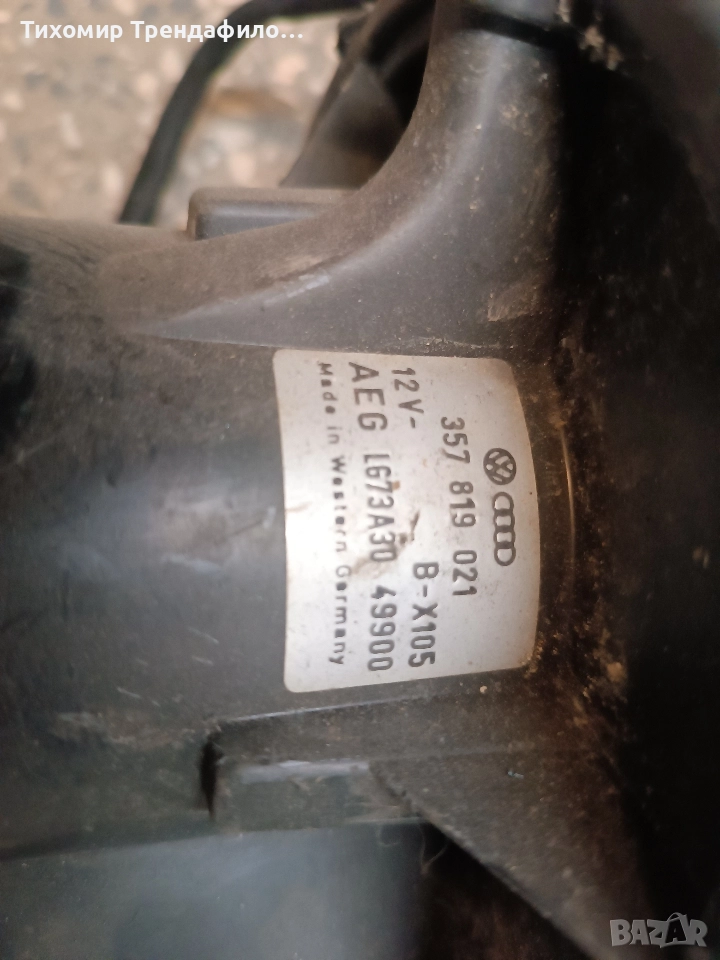 Тихомир Трендафило...
357 819 021
12V- B-X105
AEG L673A30 49900
Made in Western Germany
BAZAR